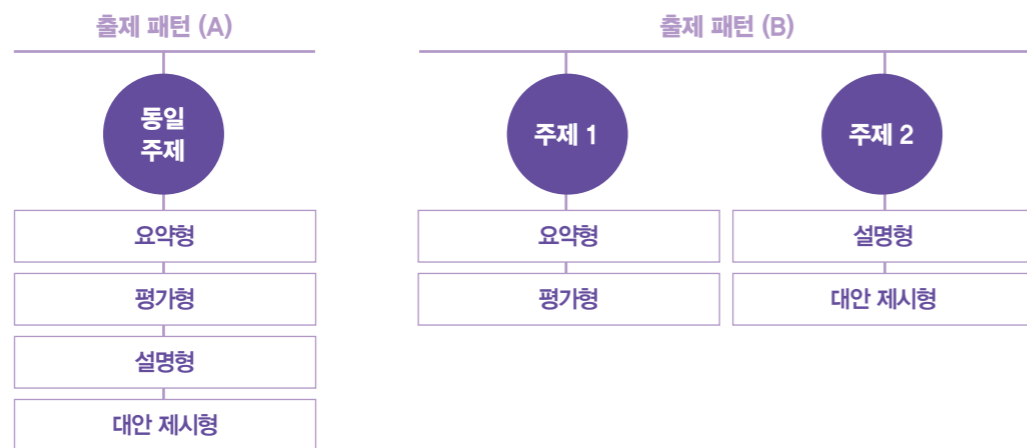 출제 패턴 (A)
동일
주제
요약형
평가형
설명형
대안 제시형
출제 패턴 (B)
주제 1
요약형
평가형
주제 2
설명형
대안 제시형